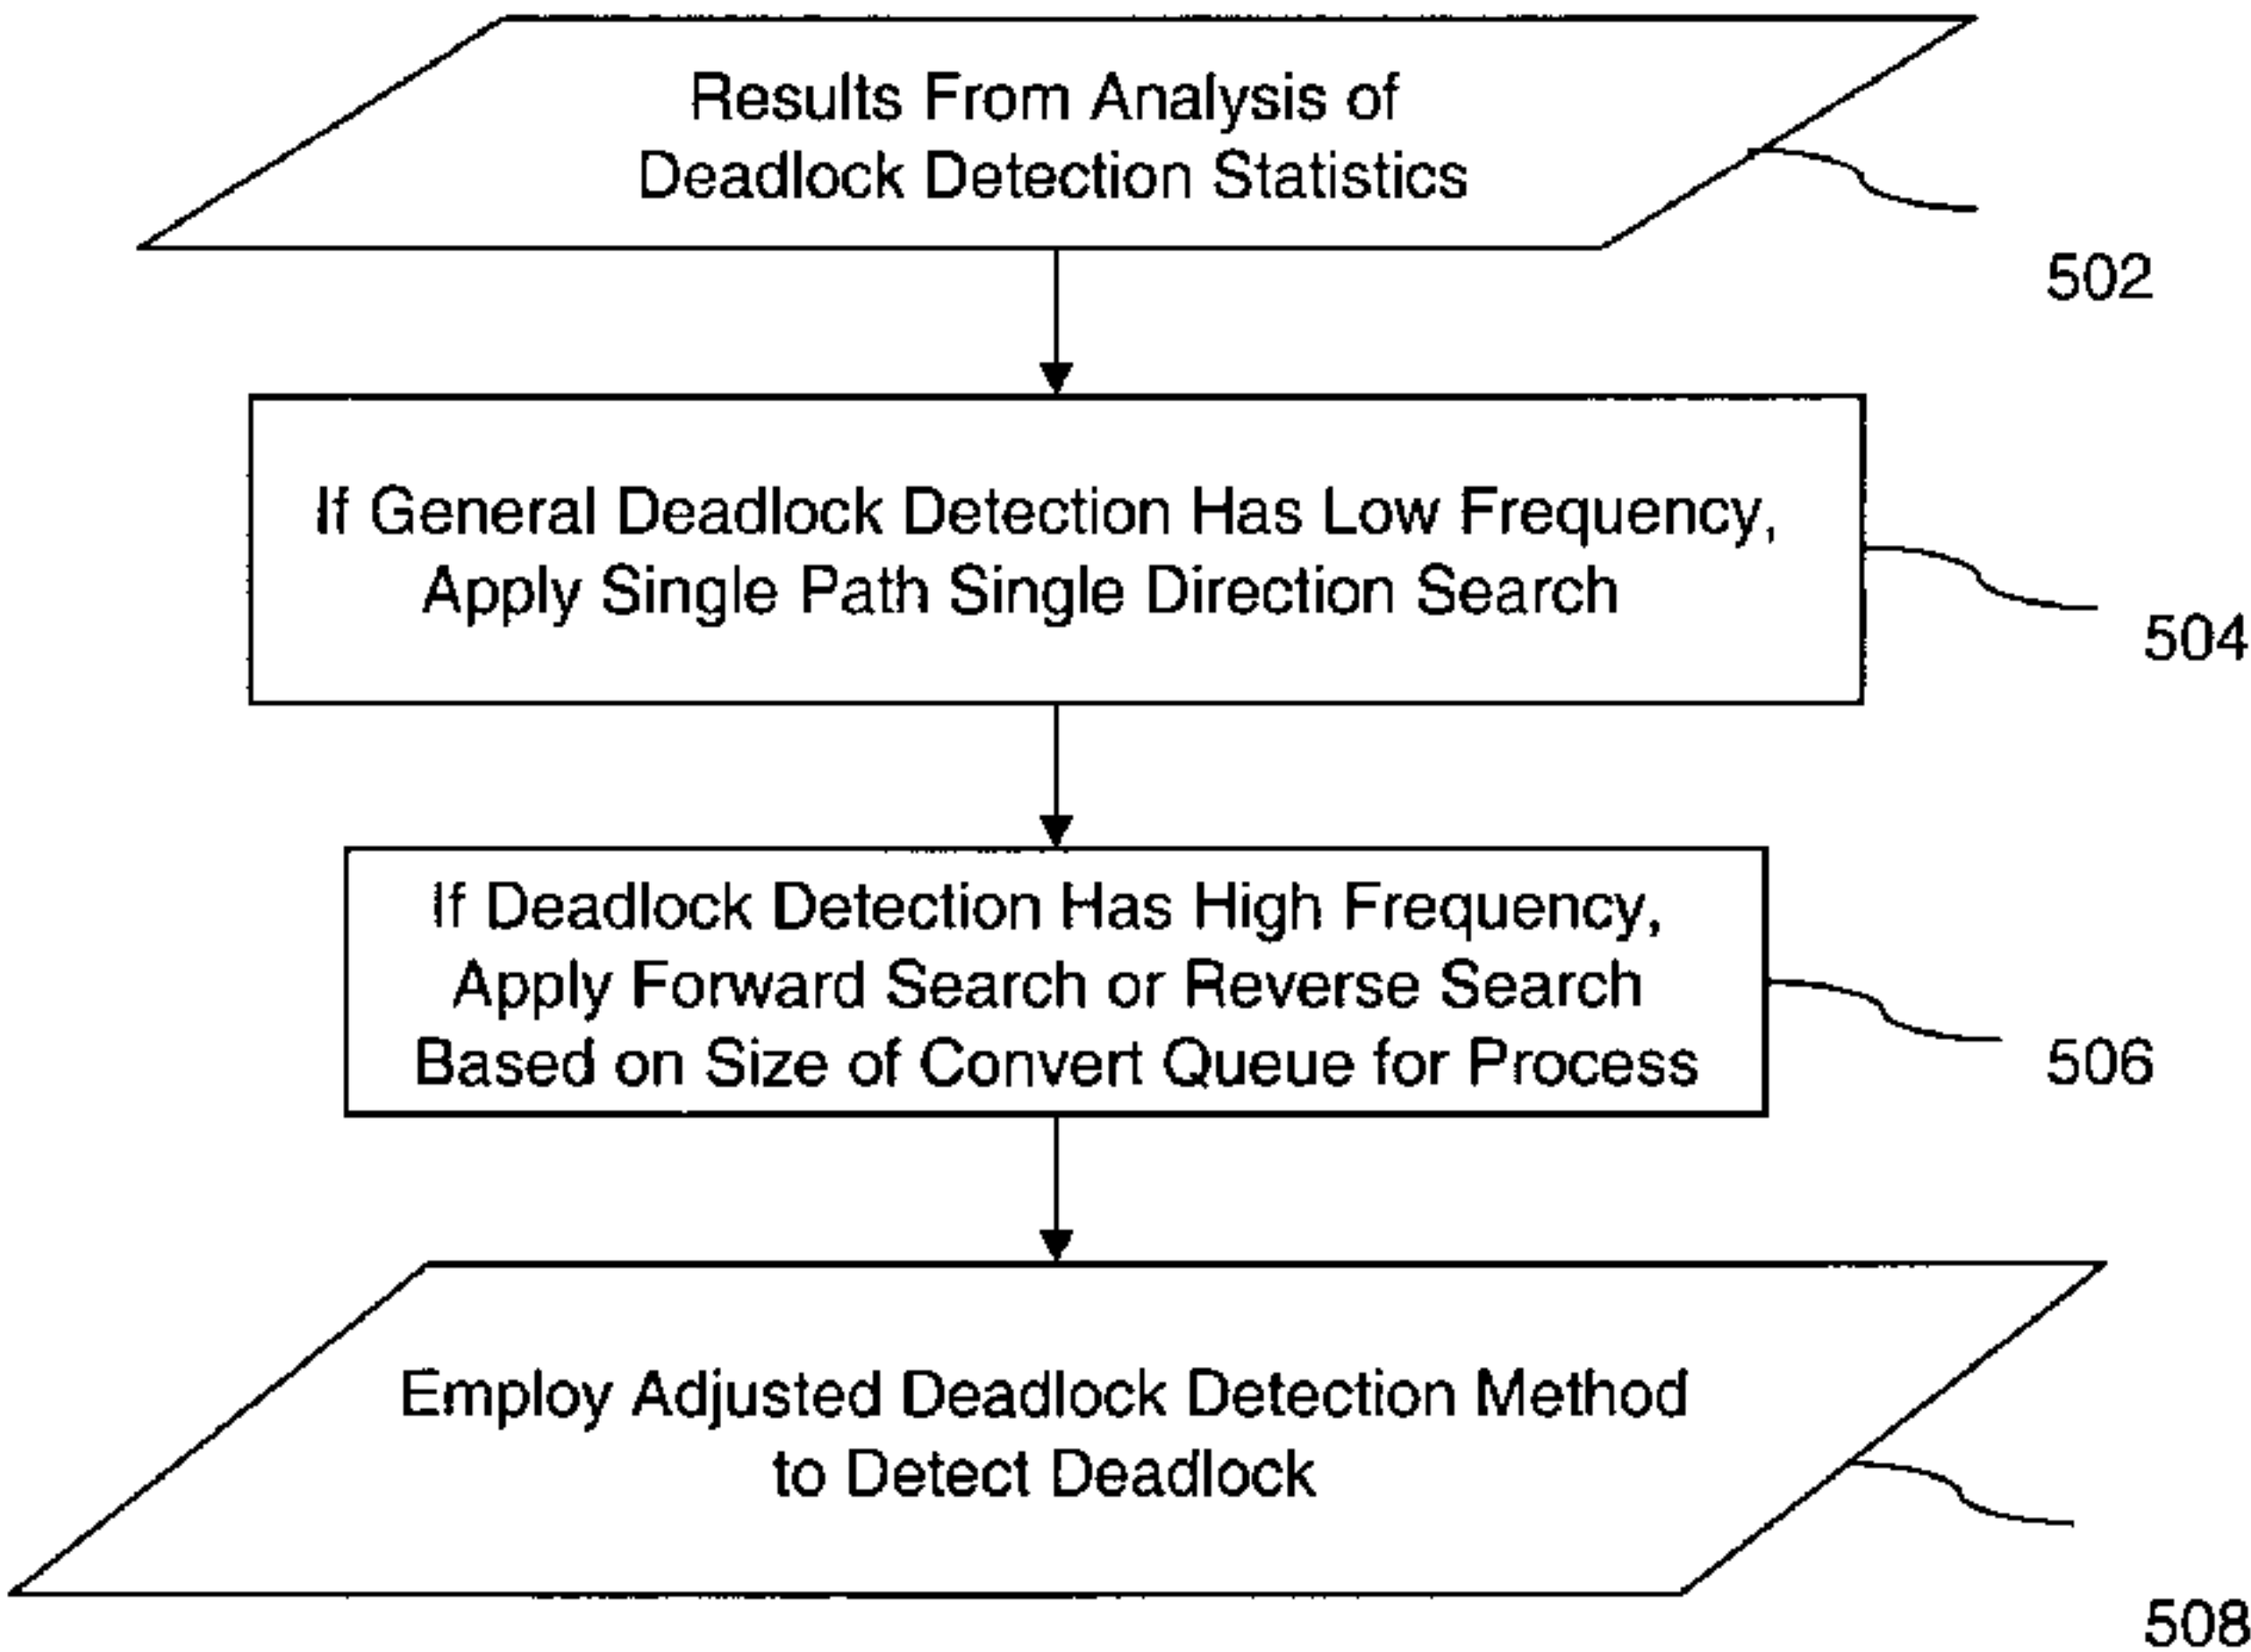 Results From Analysis of
Deadlock Detection Statistics
502
If General Deadlock Detection Has Low Frequency,
Apply Single Path Single Direction Search
504
If Deadlock Detection Has High Frequency,
Apply Forward Search or Reverse Search
Based on Size of Convert Queue for Process
506
Employ Adjusted Deadlock Detection Method
to Detect Deadlock
508